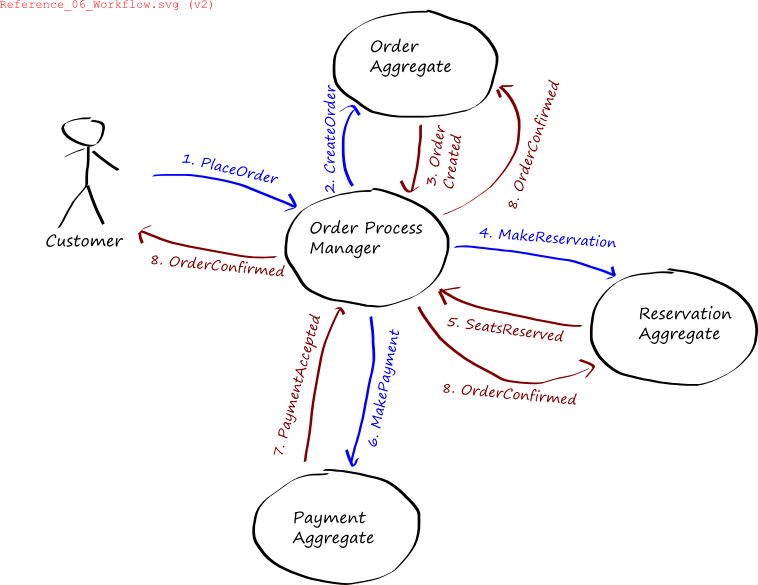 Reference_06_Workflow.svg (v2)
Order
Aggregate
1. PlaceOrder
2. CreateOrder
3. Order
Created
8. OrderConfirmed
Customer
Order Process
Manager
4. MakeReservation
8. OrderConfirmed
Reservation
Aggregate
5. SeatsReserved
8. OrderConfirmed
7. PaymentAccepted
6. MakePayment
Payment
Aggregate